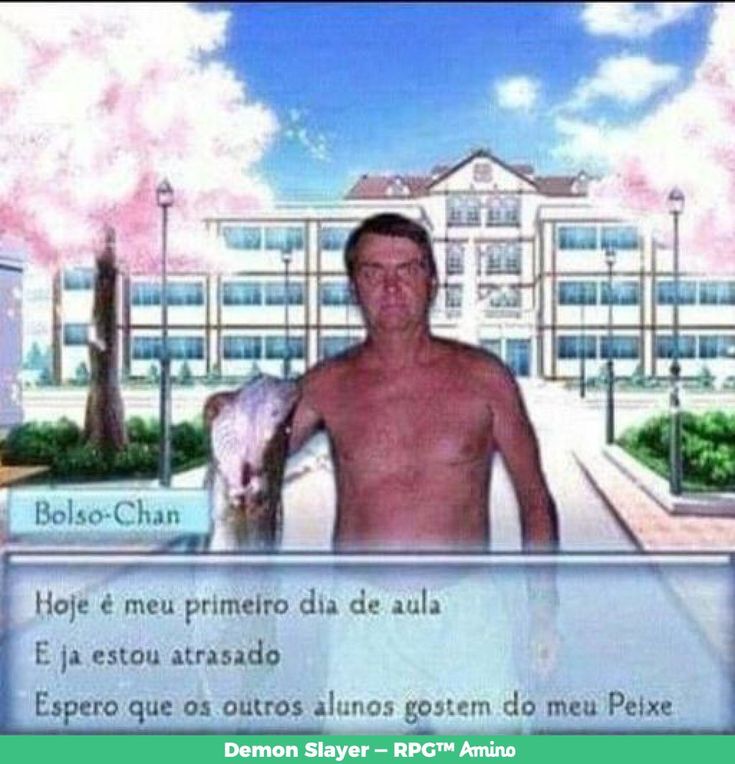 Bolso-Chan
Hoje é meu primeiro dia de aula
E ja estou atrasado
Espero que os outros alunos gostem do meu Peixe
Demon Slayer – RPG™ Amino